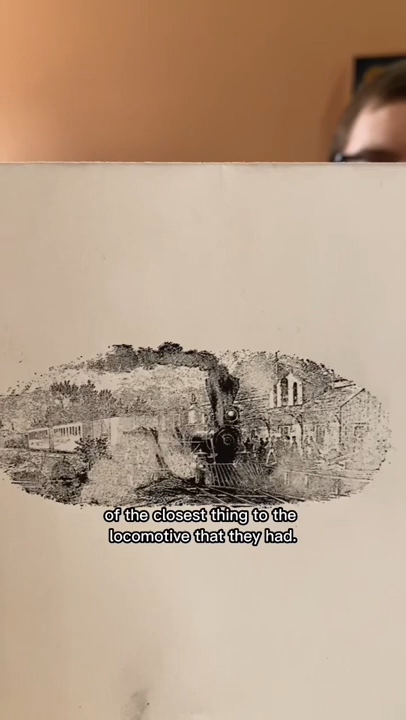 of the closest thing to the
locomotive that they had.